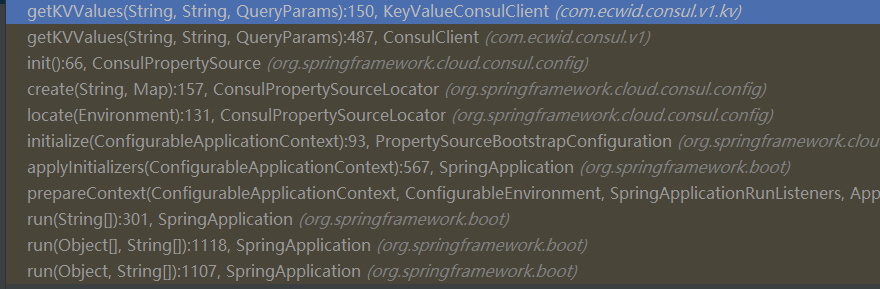 getKVValues(String, String, QueryParams):150, KeyValueConsulClient (com.ecwid.consul.v1.kv)
getKVValues(String, String, QueryParams):487, ConsulClient (com.ecwid.consul.v1)
init():66, ConsulPropertySource (org.springframework.cloud.consul.config)
create(String, Map):157, ConsulPropertySourceLocator (org.springframework.cloud.consul.config)
locate(Environment):131, ConsulPropertySourceLocator (org.springframework.cloud.consul.config)
initialize(ConfigurableApplicationContext):93, PropertySourceBootstrapConfiguration (org.springframework.clou
applyInitializers(ConfigurableApplicationContext):567, SpringApplication (org.springframework.boot)
prepareContext(ConfigurableApplicationContext, ConfigurableEnvironment, SpringApplicationRunListeners, App
run(String[]):301, SpringApplication (org.springframework.boot)
run(Object[], String[]):1118, SpringApplication (org.springframework.boot)
run(Object, String[]):1107, SpringApplication (org.springframework.boot)